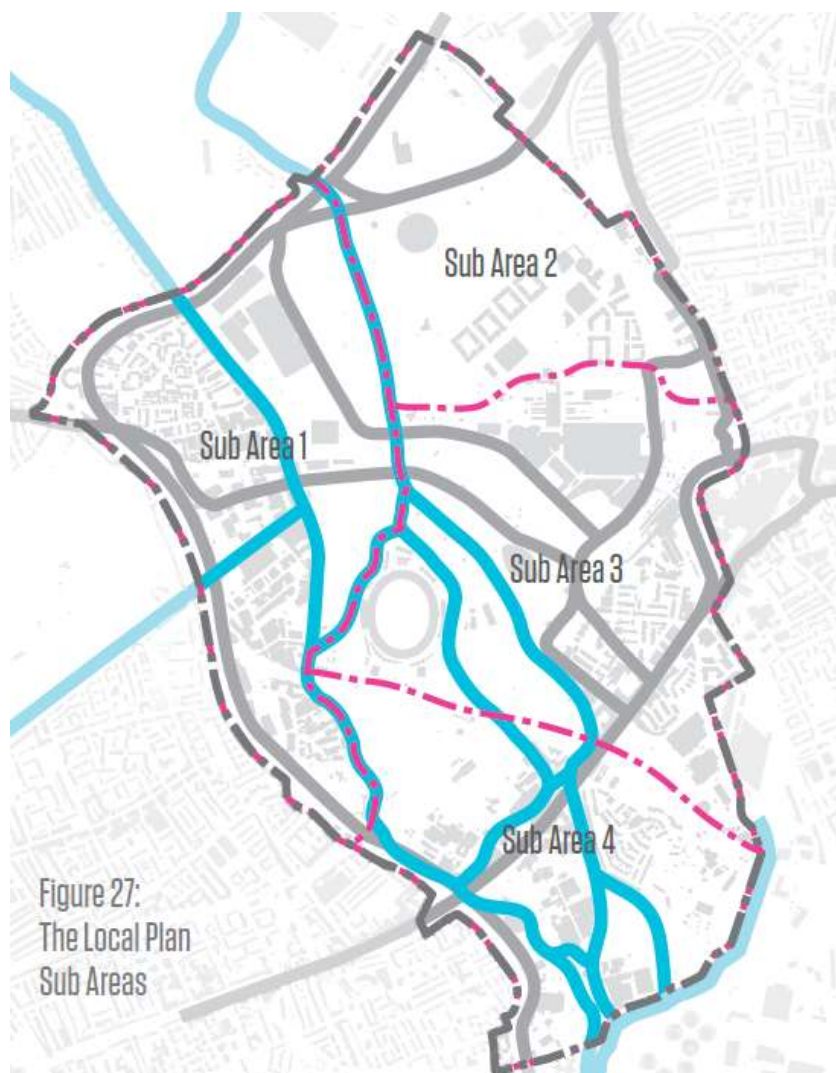 Sub Area 2
Sub Area 1
Sub Area 3
Sub Area 4
Figure 27:
The Local Plan
Sub Areas